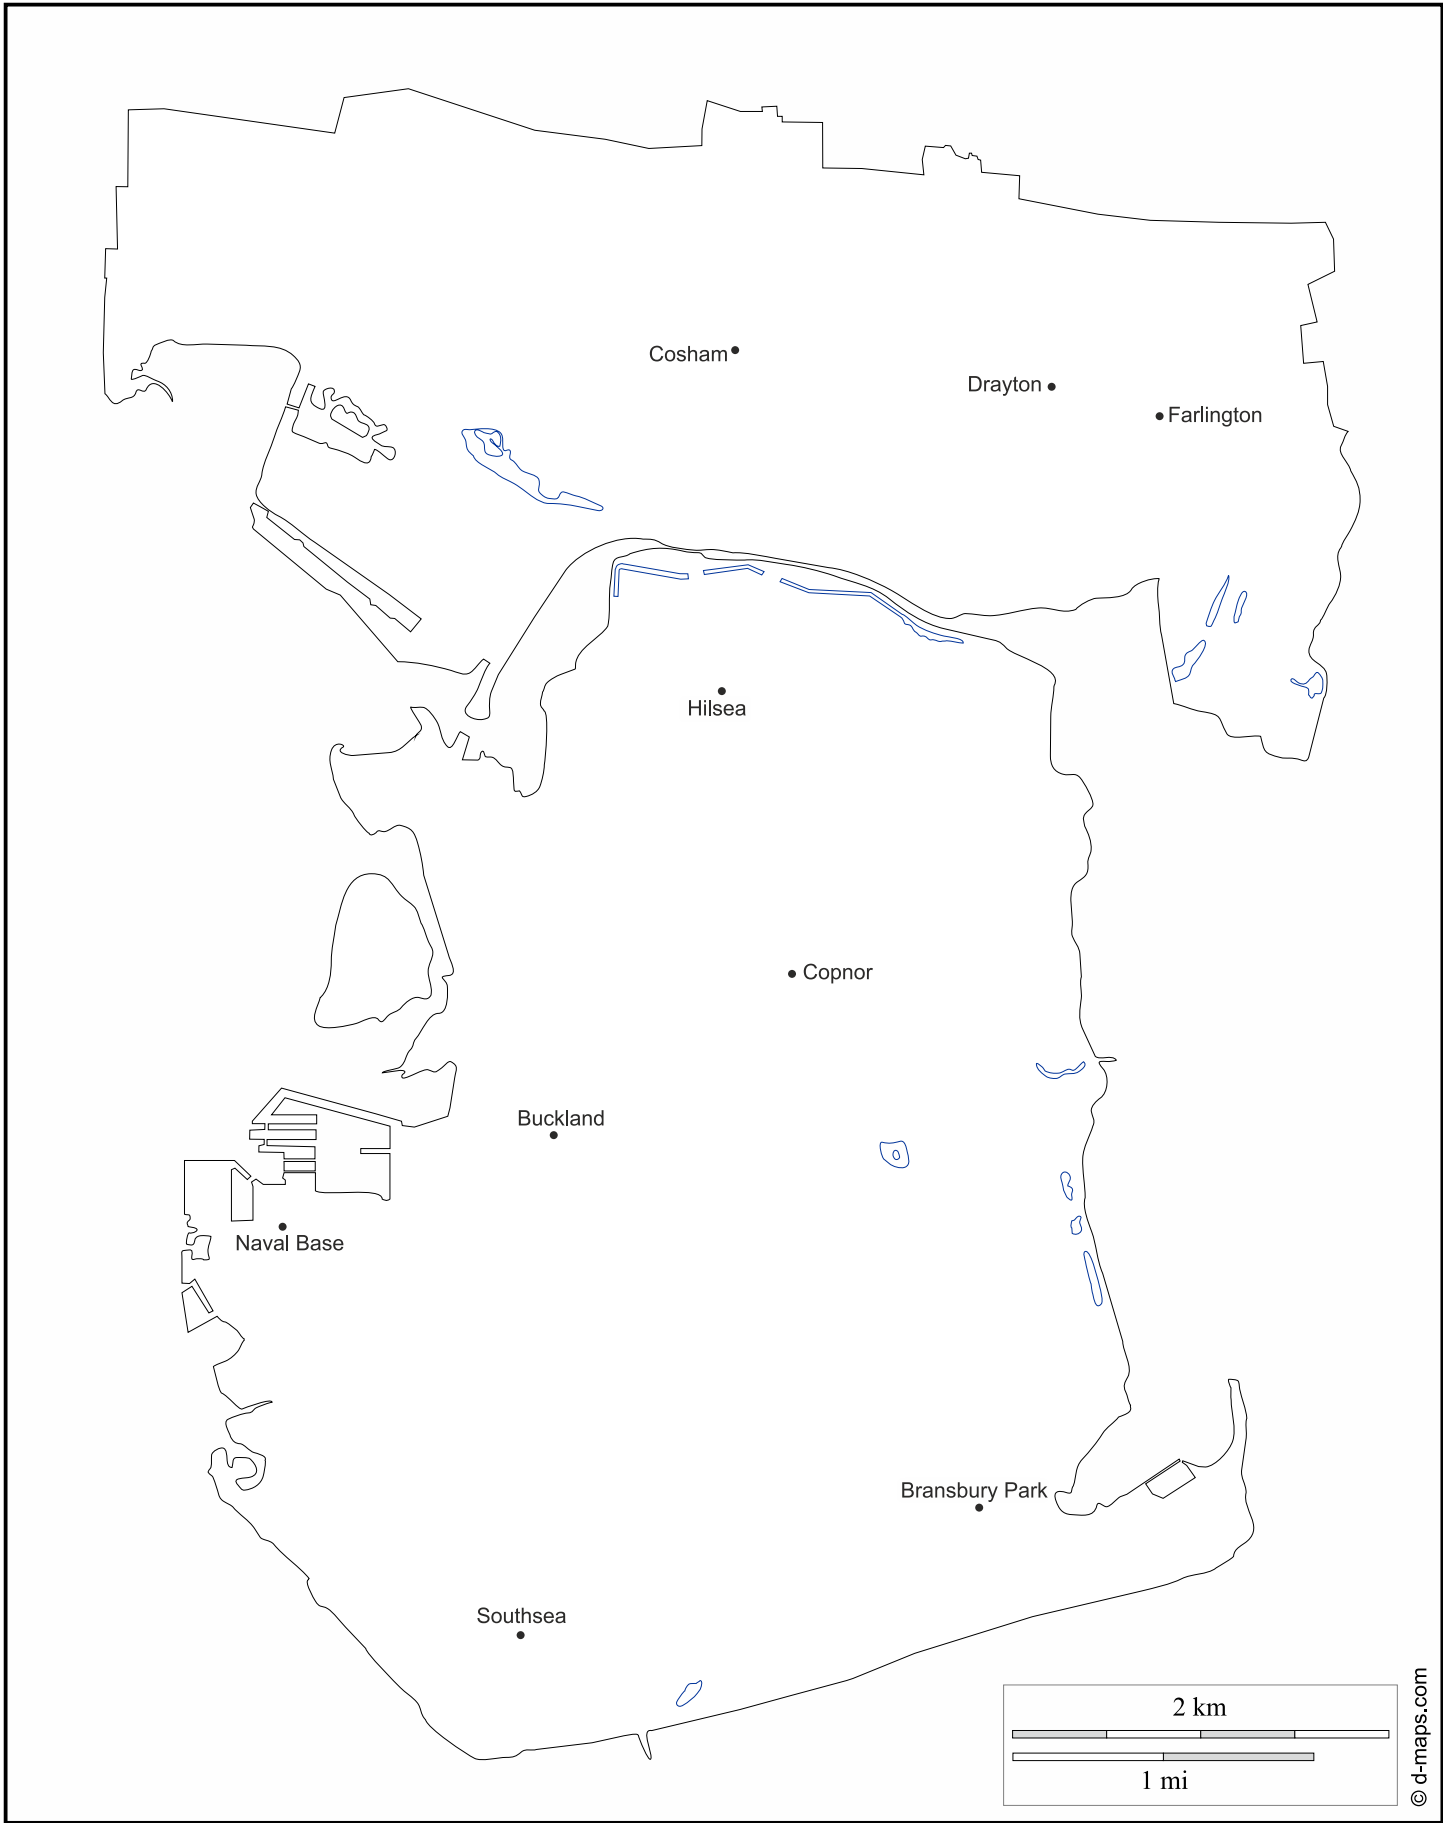 Cosham
Drayton
Farlington
Hilsea
Copnor
Buckland
Naval Base
Bransbury Park
Southsea
2 km
1 mi
© d-maps.com